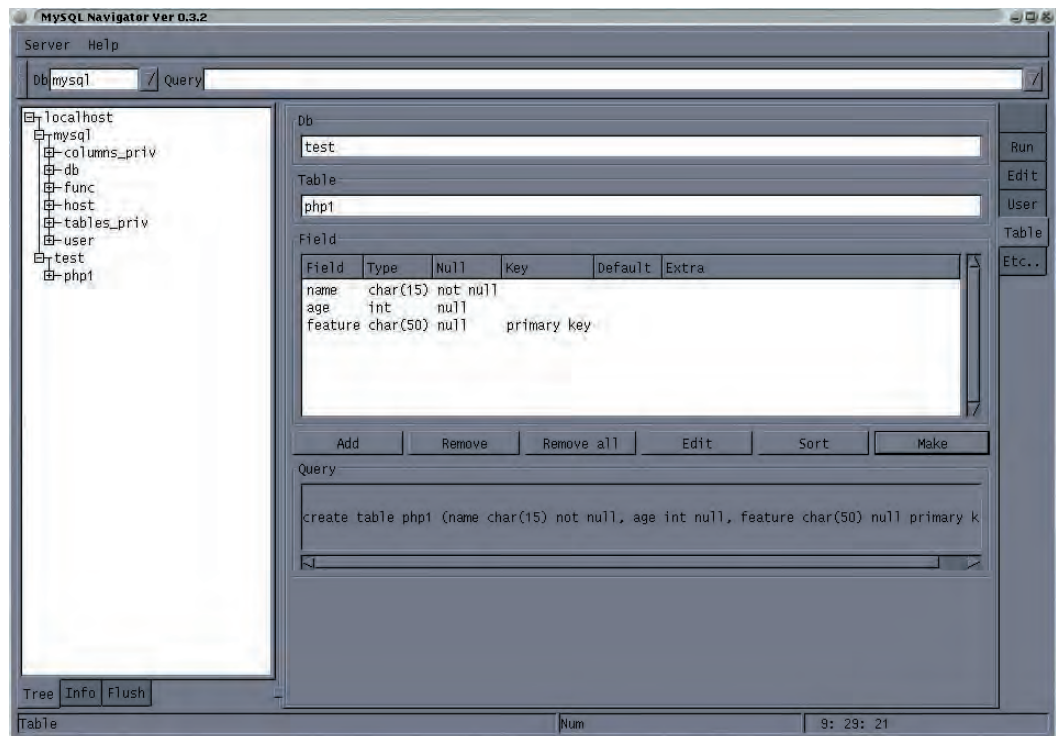 MySQL Navigator Ver 0.3.2
Server Help
Db mysql Query
localhost
mysql
columns_priv
db
func
host
tables_priv
user
test
php1
Tree Info Flush
Db
test
Table
php1
Field
Field Type Null Key Default Extra
name char(15) not null
age int null
feature char(50) null primary key
Add Remove Remove all Edit Sort Make
Query
create table php1 (name char(15) not null, age int null, feature char(50) null primary k
Run
Edit
User
Table
Etc..
Table Num 9: 29: 21